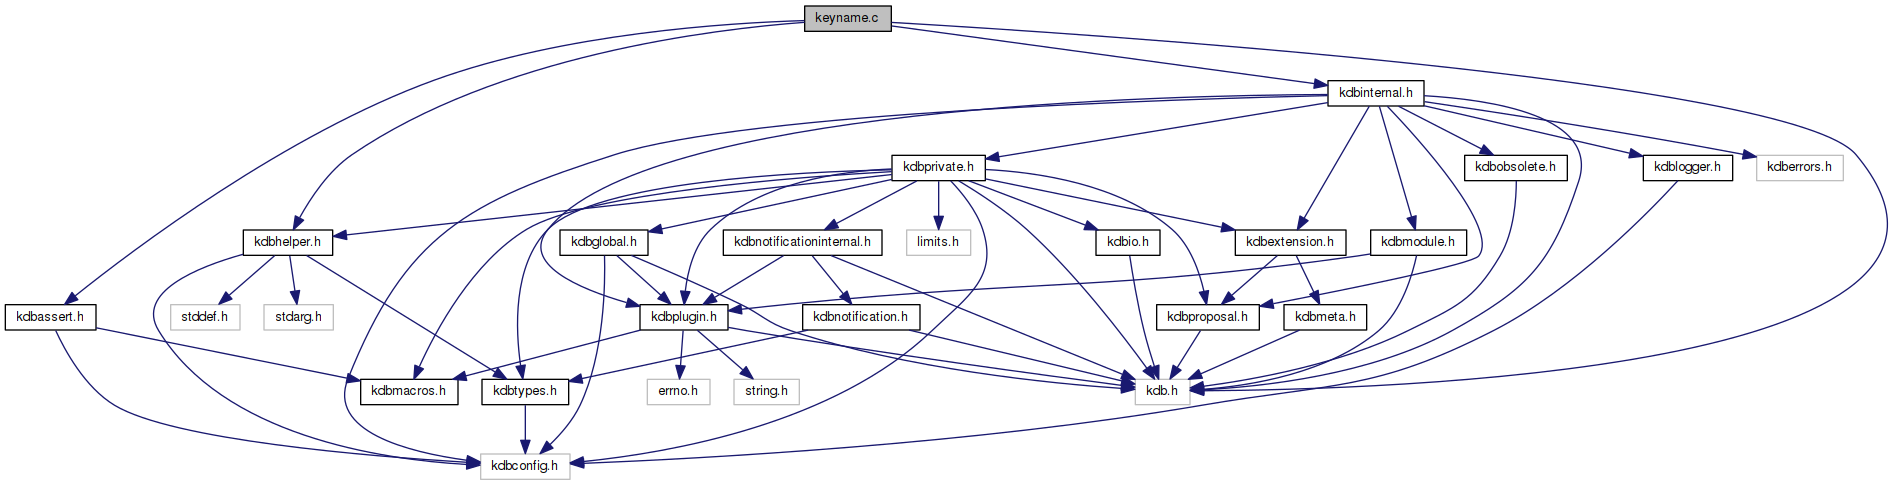 keyname.c
kdbinternal.h
kdbprivate.h
kdbobsolete.h
kdblogger.h
kdberrors.h
kdbhelper.h
kdbglobal.h
kdbnotificationinternal.h
limits.h
kdbio.h
kdbextension.h
kdbmodule.h
kdbassert.h
stddef.h
stdarg.h
kdbplugin.h
kdbnotification.h
kdbproposal.h
kdbmeta.h
kdbmacros.h
kdbtypes.h
errno.h
string.h
kdb.h
kdbconfig.h